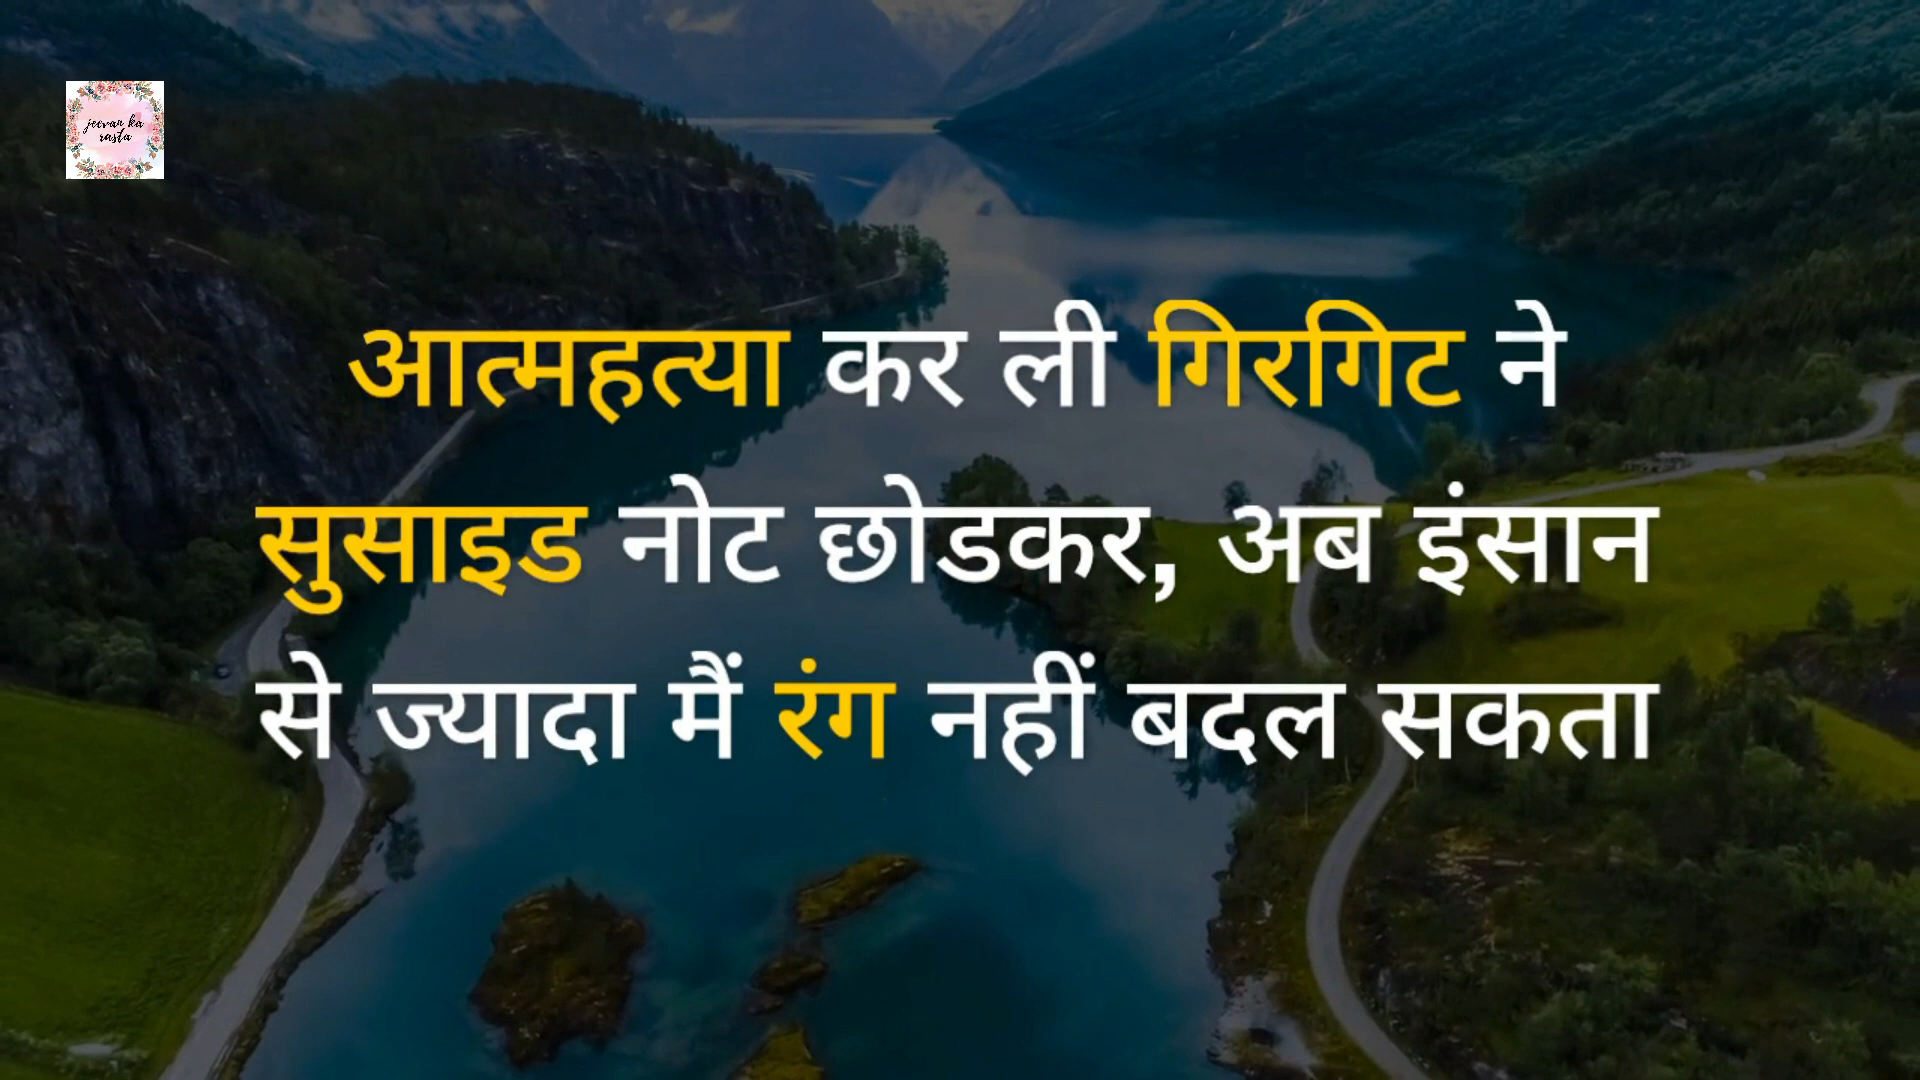 jeevan ka
rasta
आत्महत्या कर ली गिरगिट ने
सुसाइड नोट छोडकर, अब इंसान
से ज्यादा मैं रंग नहीं बदल सकता